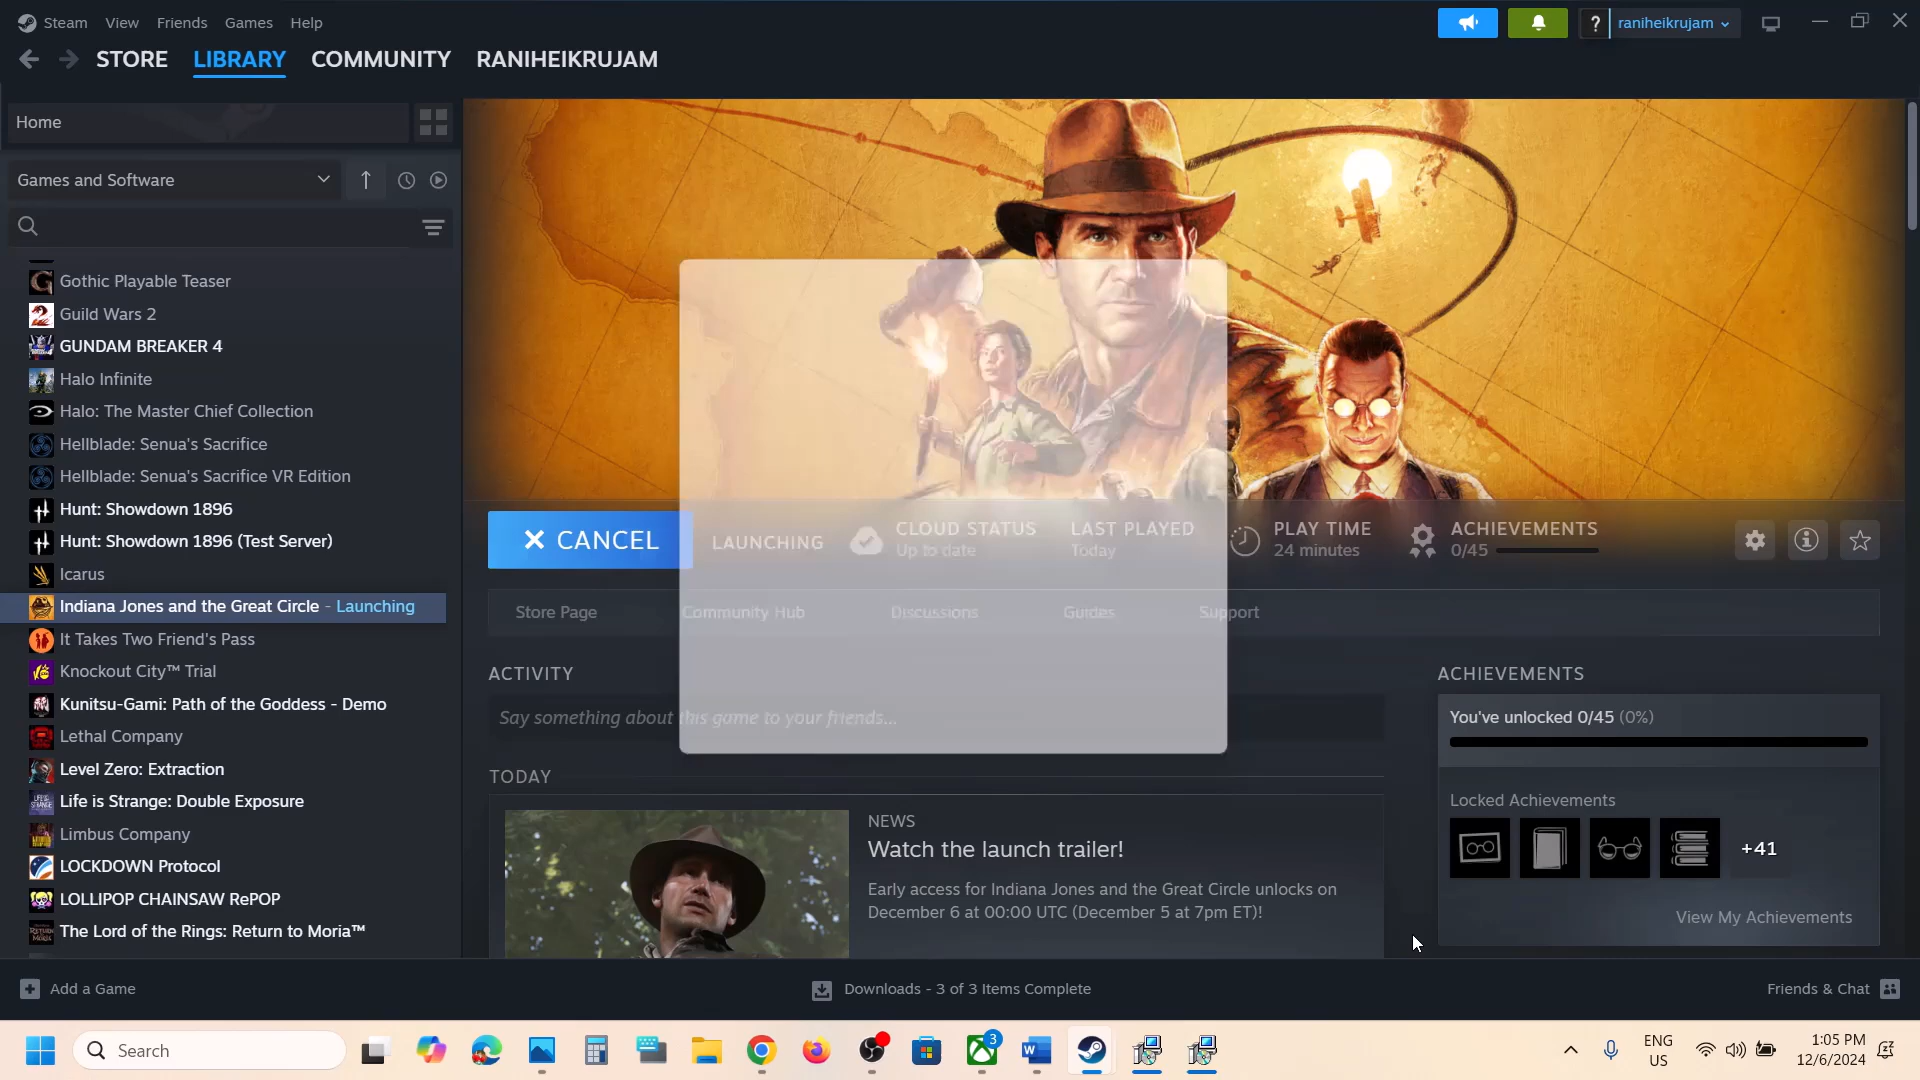 Steam View Friends Games Help
? raniheikrujam
STORE LIBRARY COMMUNITY RANIHEIKRUJAM
Home
Games and Software
Gothic Playable Teaser
Guild Wars 2
GUNDAM BREAKER 4
Halo Infinite
Halo: The Master Chief Collection
Hellblade: Senua's Sacrifice
Hellblade: Senua's Sacrifice VR Edition
Hunt: Showdown 1896
Hunt: Showdown 1896 (Test Server)
Icarus
Indiana Jones and the Great Circle - Launching
It Takes Two Friend's Pass
Knockout City™ Trial
Kunitsu-Gami: Path of the Goddess - Demo
Lethal Company
Level Zero: Extraction
Life is Strange: Double Exposure
Limbus Company
LOCKDOWN Protocol
LOLLIPOP CHAINSAW RePOP
The Lord of the Rings: Return to Moria™
CANCEL
LAUNCHING
CLOUD STATUS
Up to date
LAST PLAYED
Today
PLAY TIME
24 minutes
ACHIEVEMENTS
0/45
Store Page Community Hub Discussions Guides Support
ACTIVITY
Say something about this game to your friends...
TODAY
NEWS
Watch the launch trailer!
Early access for Indiana Jones and the Great Circle unlocks on
December 6 at 00:00 UTC (December 5 at 7pm ET)!
ACHIEVEMENTS
You've unlocked 0/45 (0%)
Locked Achievements
+41
View My Achievements
Add a Game
Downloads - 3 of 3 Items Complete
Friends & Chat
Search
3
ENG
US
1:05 PM
12/6/2024